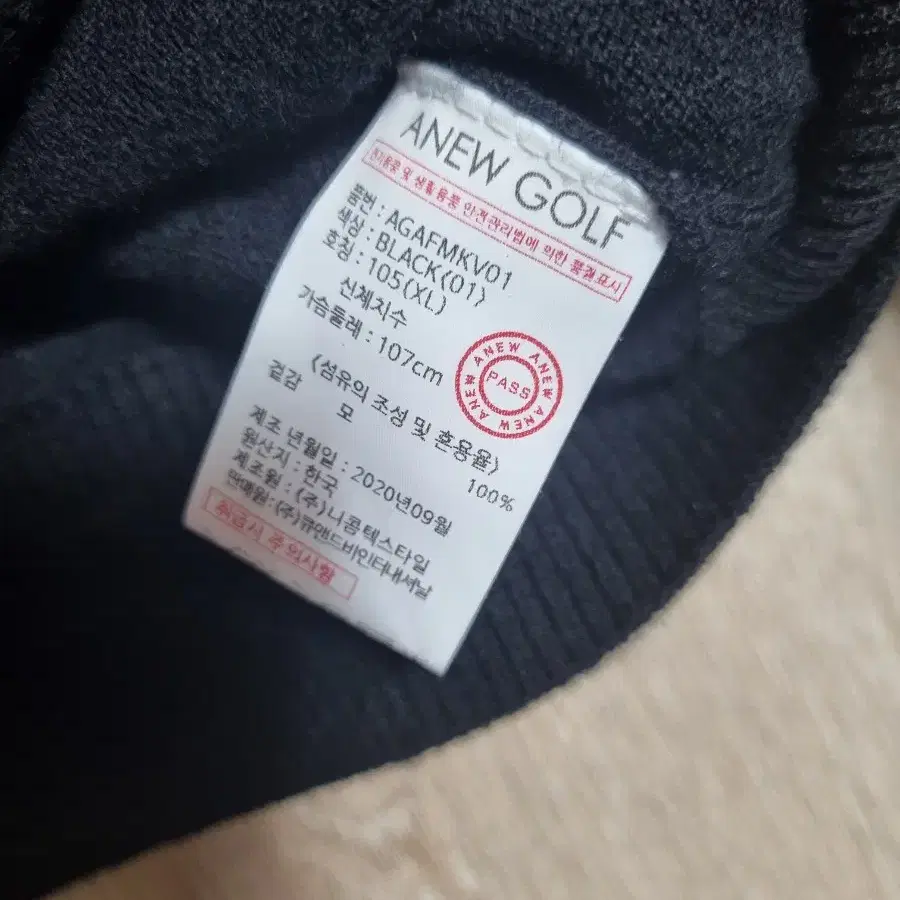 ANEW GOLF
전기용품 및 생활용품 안전관리법에 의한 품질표시
품번 : AGAFMKV01
색상 : BLACK(01)
호칭 : 105(XL)
신체치수
가슴둘레 : 107cm
ANEW ANEW ANEW ANEW
PASS
(섬유의 조성 및 혼용율)
겉감 모 100%
제조 년월일 : 2020년09월
원산지 : 한국
제조원 : (주)니콤텍스타일
판매원 : (주)큐앤드비인터내셔날
취급시 주의사항